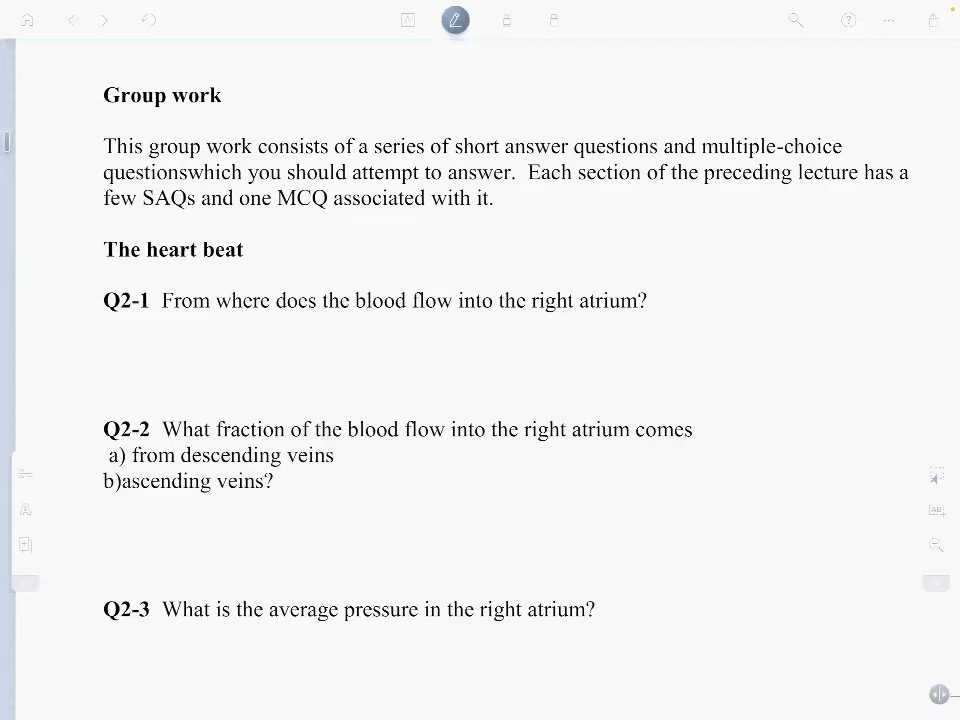 Group work
This group work consists of a series of short answer questions and multiple-choice
questionswhich you should attempt to answer.  Each section of the preceding lecture has a
few SAQs and one MCQ associated with it.
The heart beat
Q2-1  From where does the blood flow into the right atrium?
Q2-2  What fraction of the blood flow into the right atrium comes
a) from descending veins
b)ascending veins?
Q2-3  What is the average pressure in the right atrium?